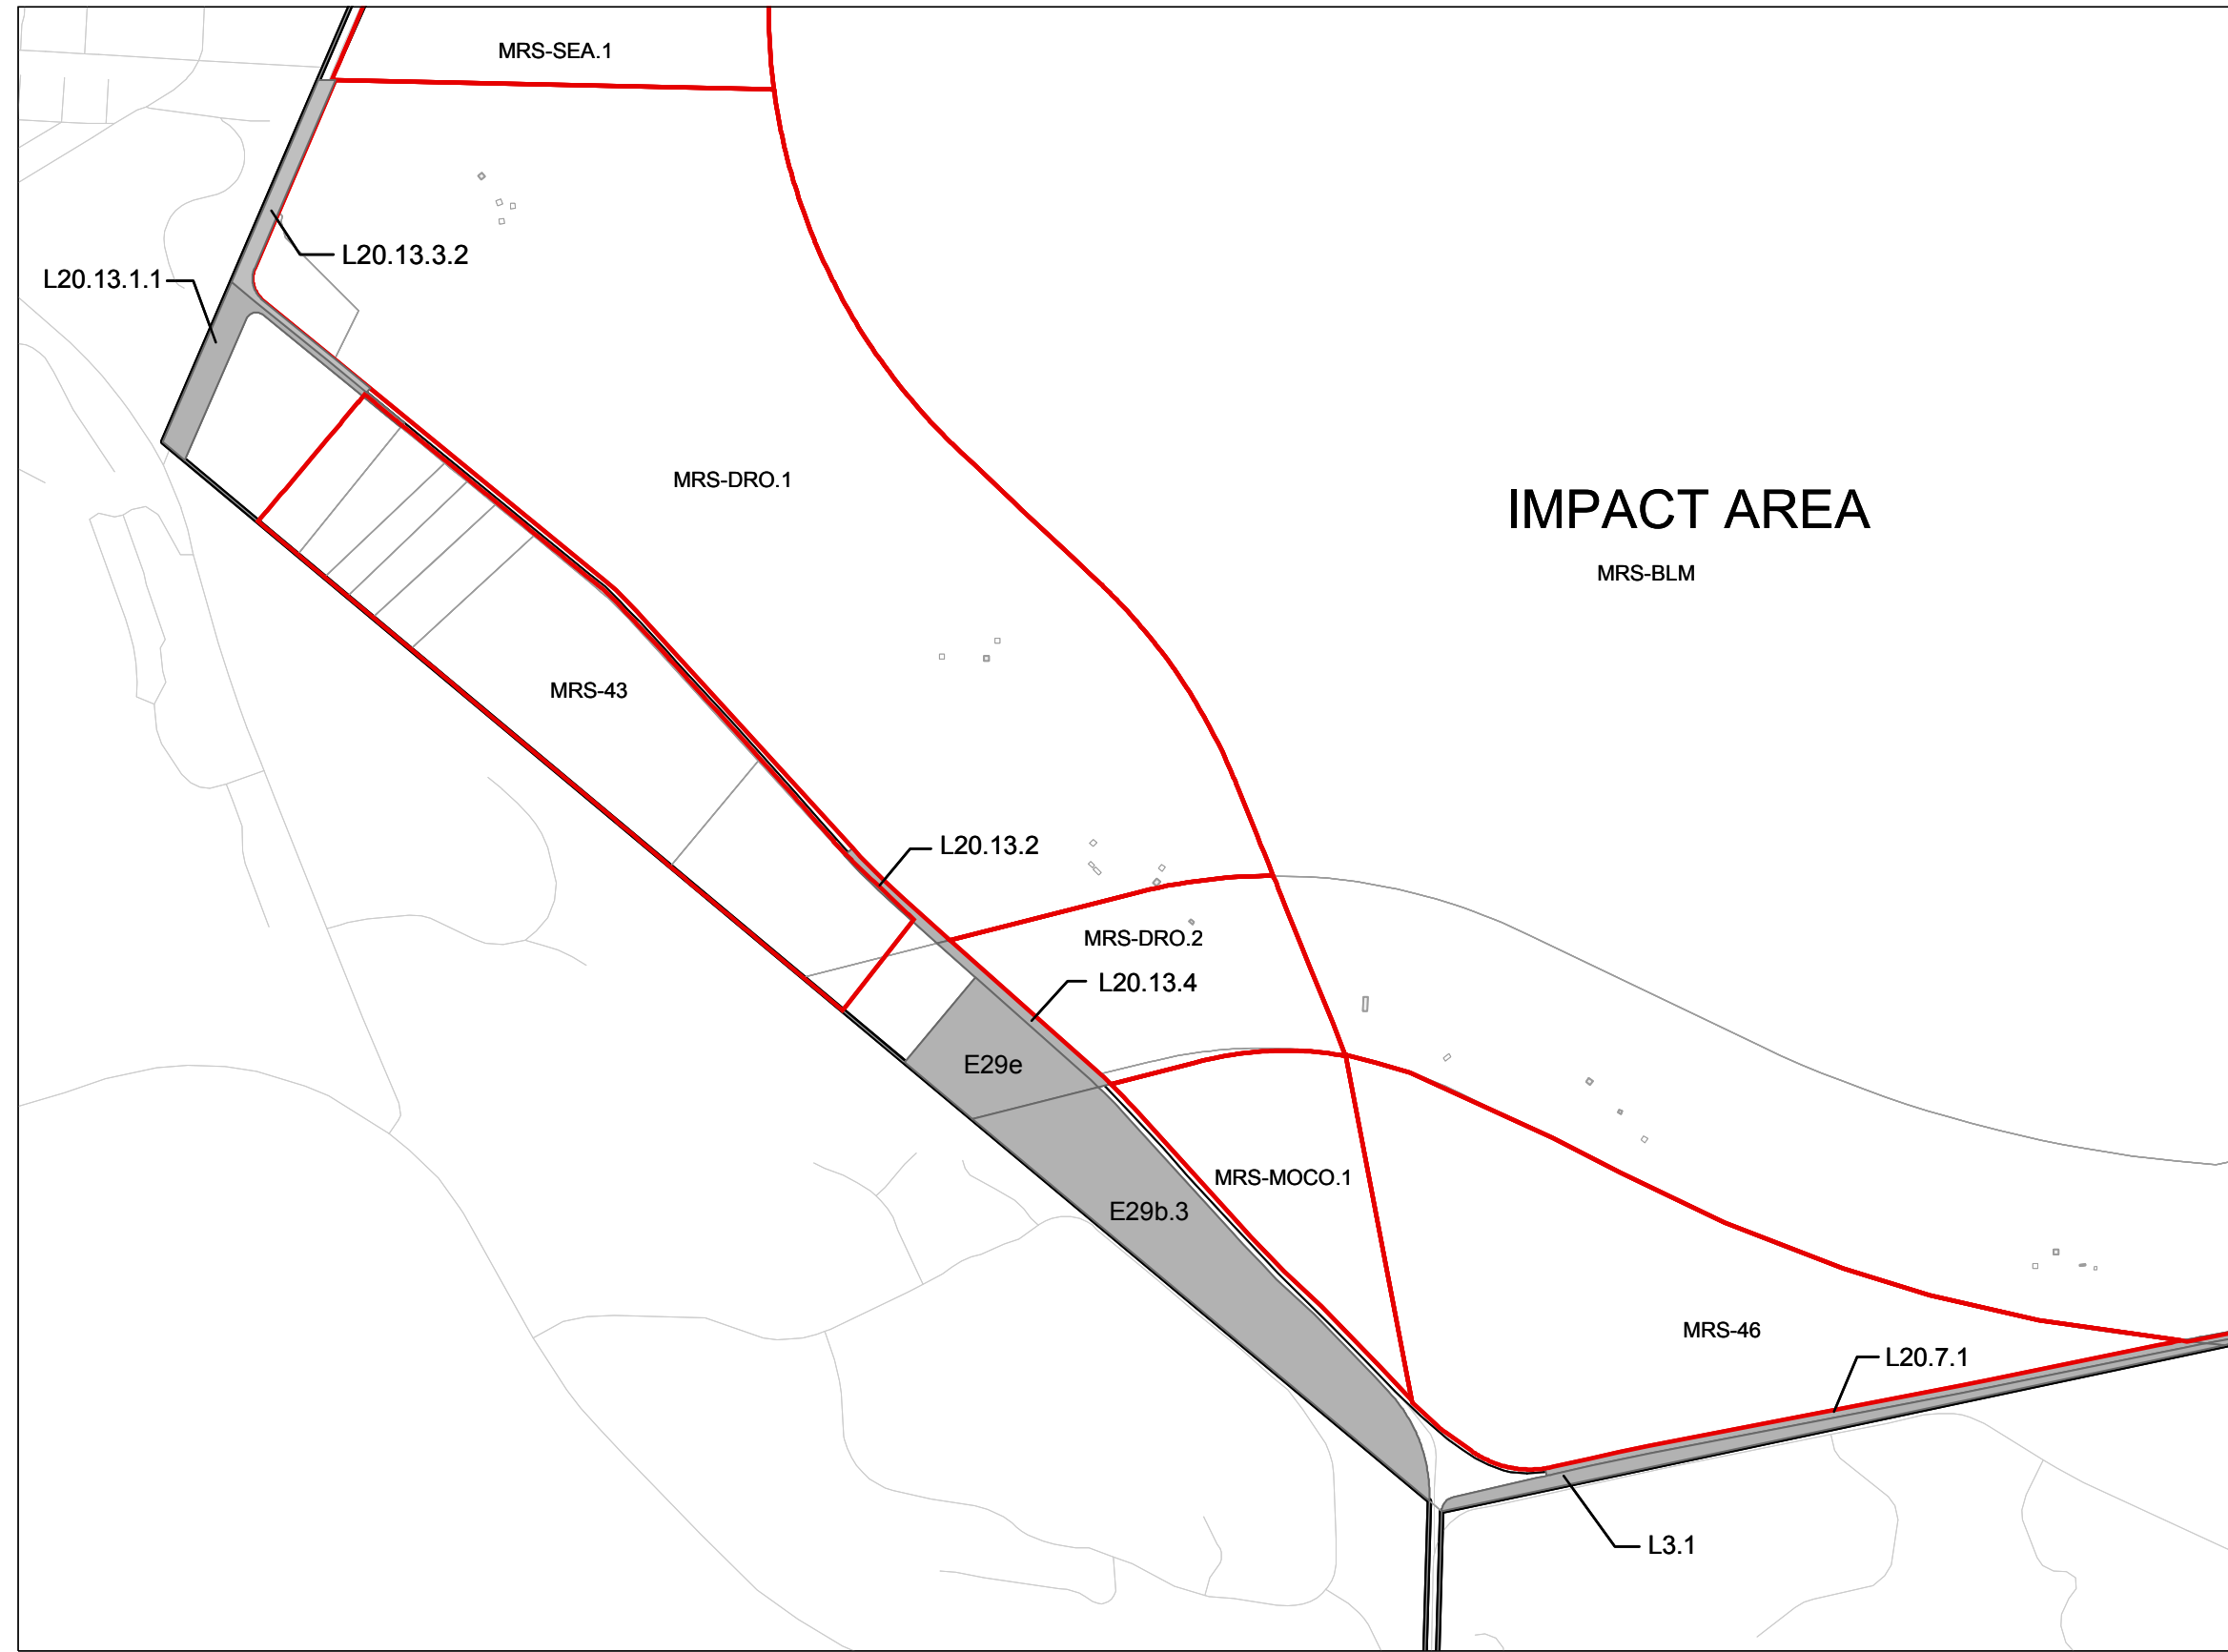 MRS-SEA.1
L20.13.3.2
L20.13.1.1
MRS-DRO.1
IMPACT AREA
MRS-BLM
MRS-43
L20.13.2
MRS-DRO.2
L20.13.4
E29e
MRS-MOCO.1
E29b.3
MRS-46
L20.7.1
L3.1